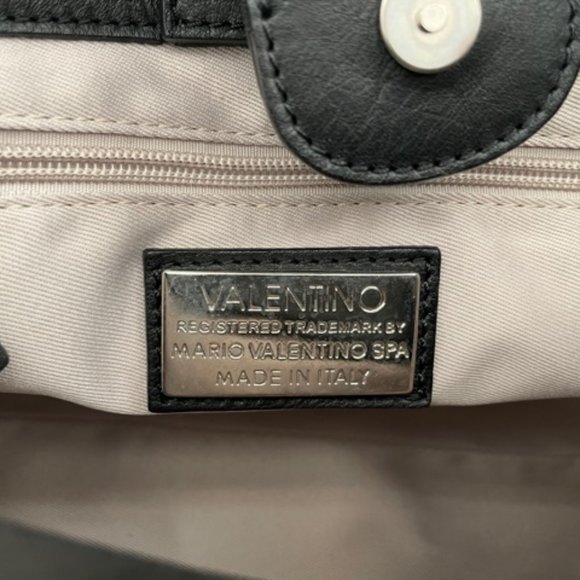 VALENTINO
REGISTERED TRADEMARK BY
MARIO VALENTINO SPA
MADE IN ITALY